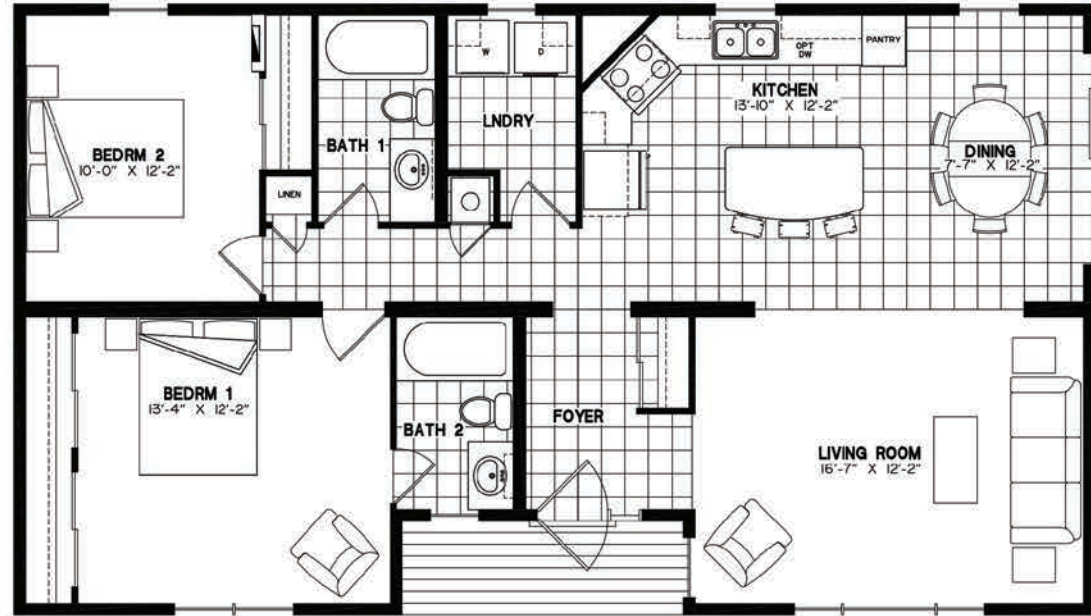 W
D
OPT
DW
PANTRY
KITCHEN
13'-10" X 12'-2"
LNDRY
BATH 1
BEDRM 2
10'-0" X 12'-2"
DINING
7'-7" X 12'-2"
LINEN
BEDRM 1
13'-4" X 12'-2"
BATH 2
FOYER
LIVING ROOM
16'-7" X 12'-2"